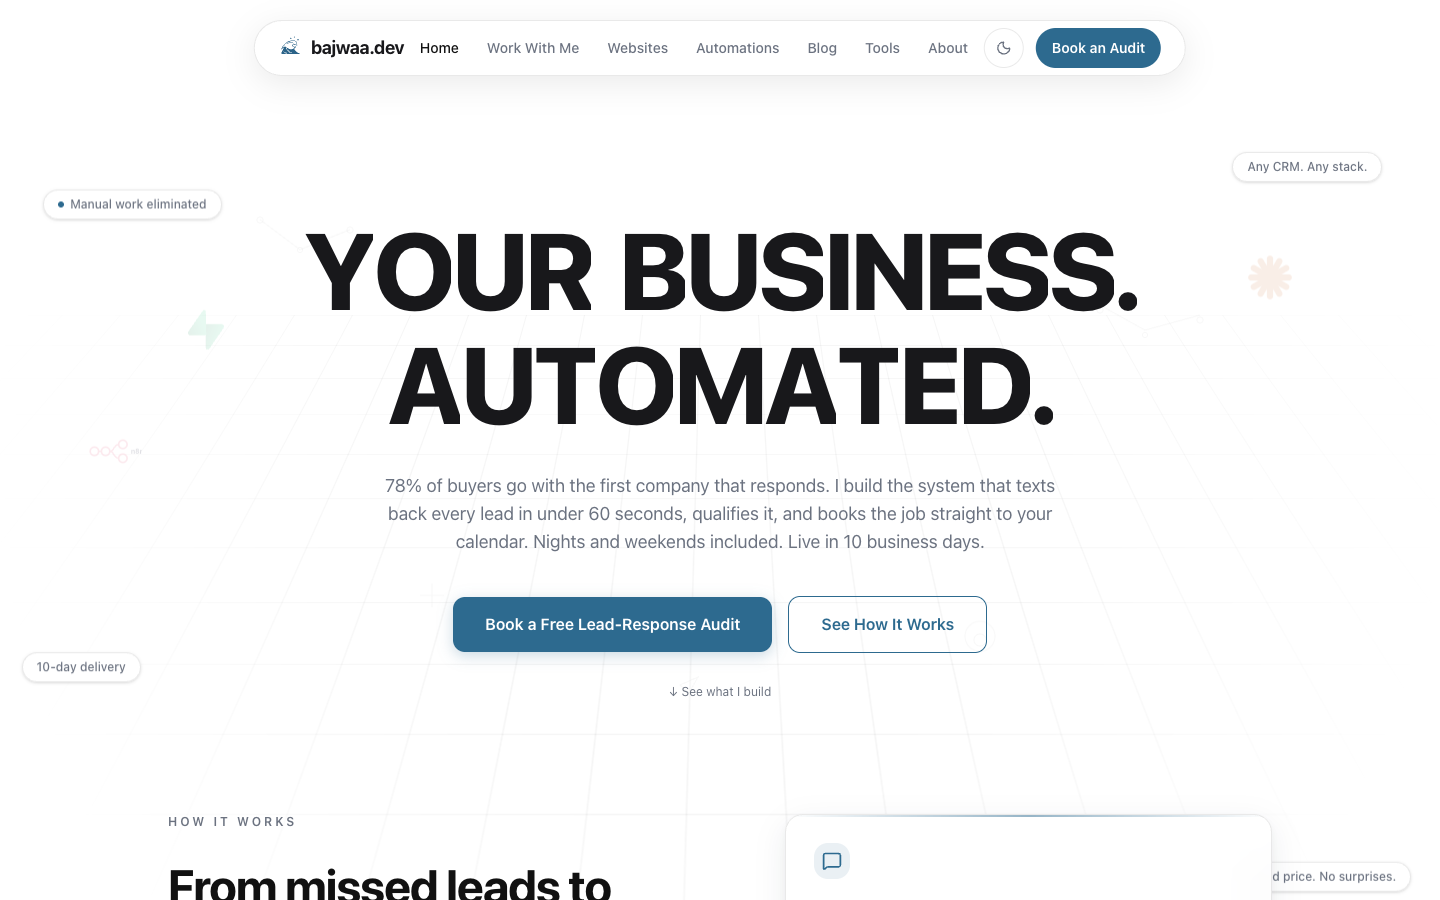 bajwaa.dev
Home
Work With Me
Websites
Automations
Blog
Tools
About
Book an Audit
Any CRM. Any stack.
Manual work eliminated
YOUR BUSINESS.
AUTOMATED.
78% of buyers go with the first company that responds. I build the system that texts
back every lead in under 60 seconds, qualifies it, and books the job straight to your
calendar. Nights and weekends included. Live in 10 business days.
Book a Free Lead-Response Audit
See How It Works
10-day delivery
↓ See what I build
HOW IT WORKS
From missed leads to
price. No surprises.